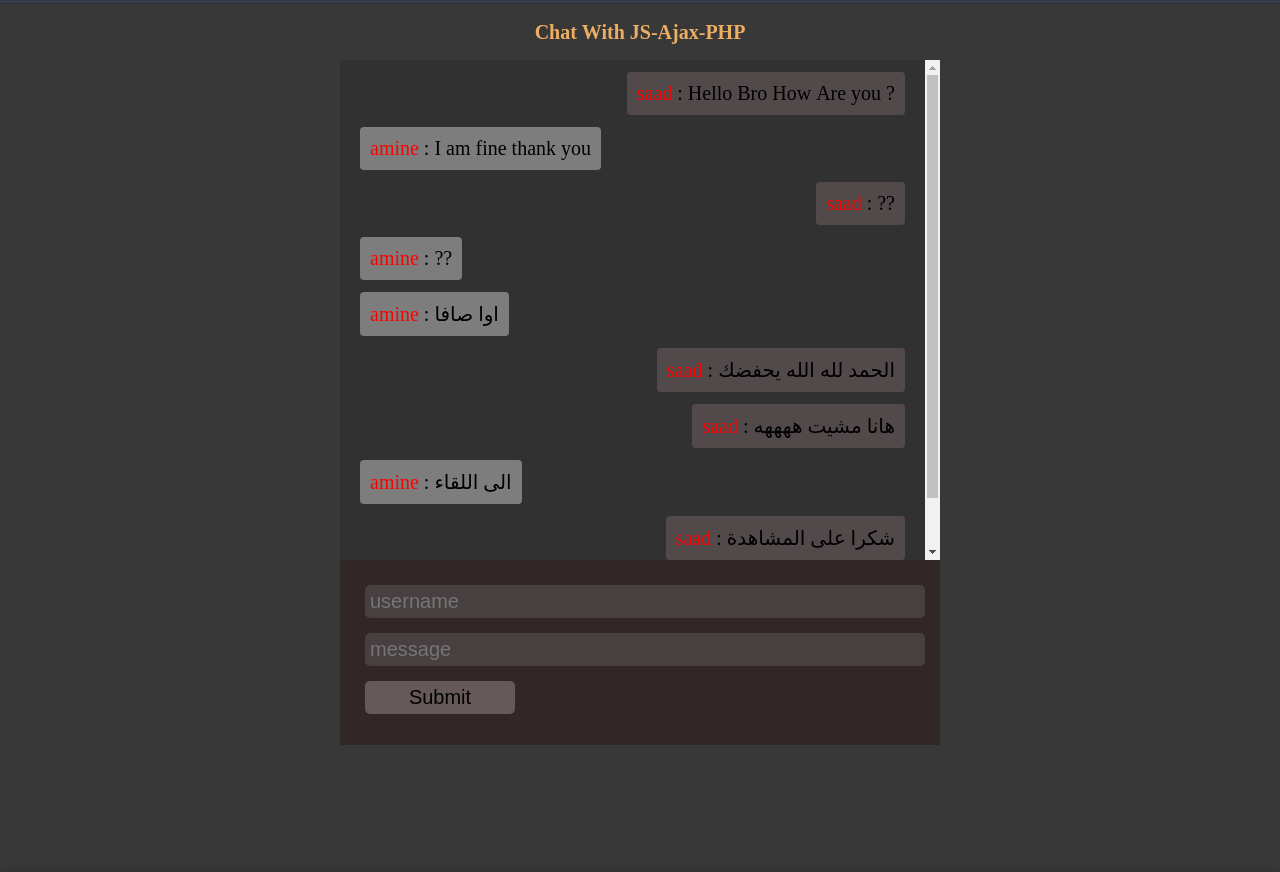 Chat With JS-Ajax-PHP
saad : Hello Bro How Are you ?
amine : I am fine thank you
saad : ??
amine : ??
amine : اوا صافا
saad : الحمد لله الله يحفضك
saad : هانا مشيت ههههه
amine : الى اللقاء
saad : شكرا على المشاهدة
username
message
Submit